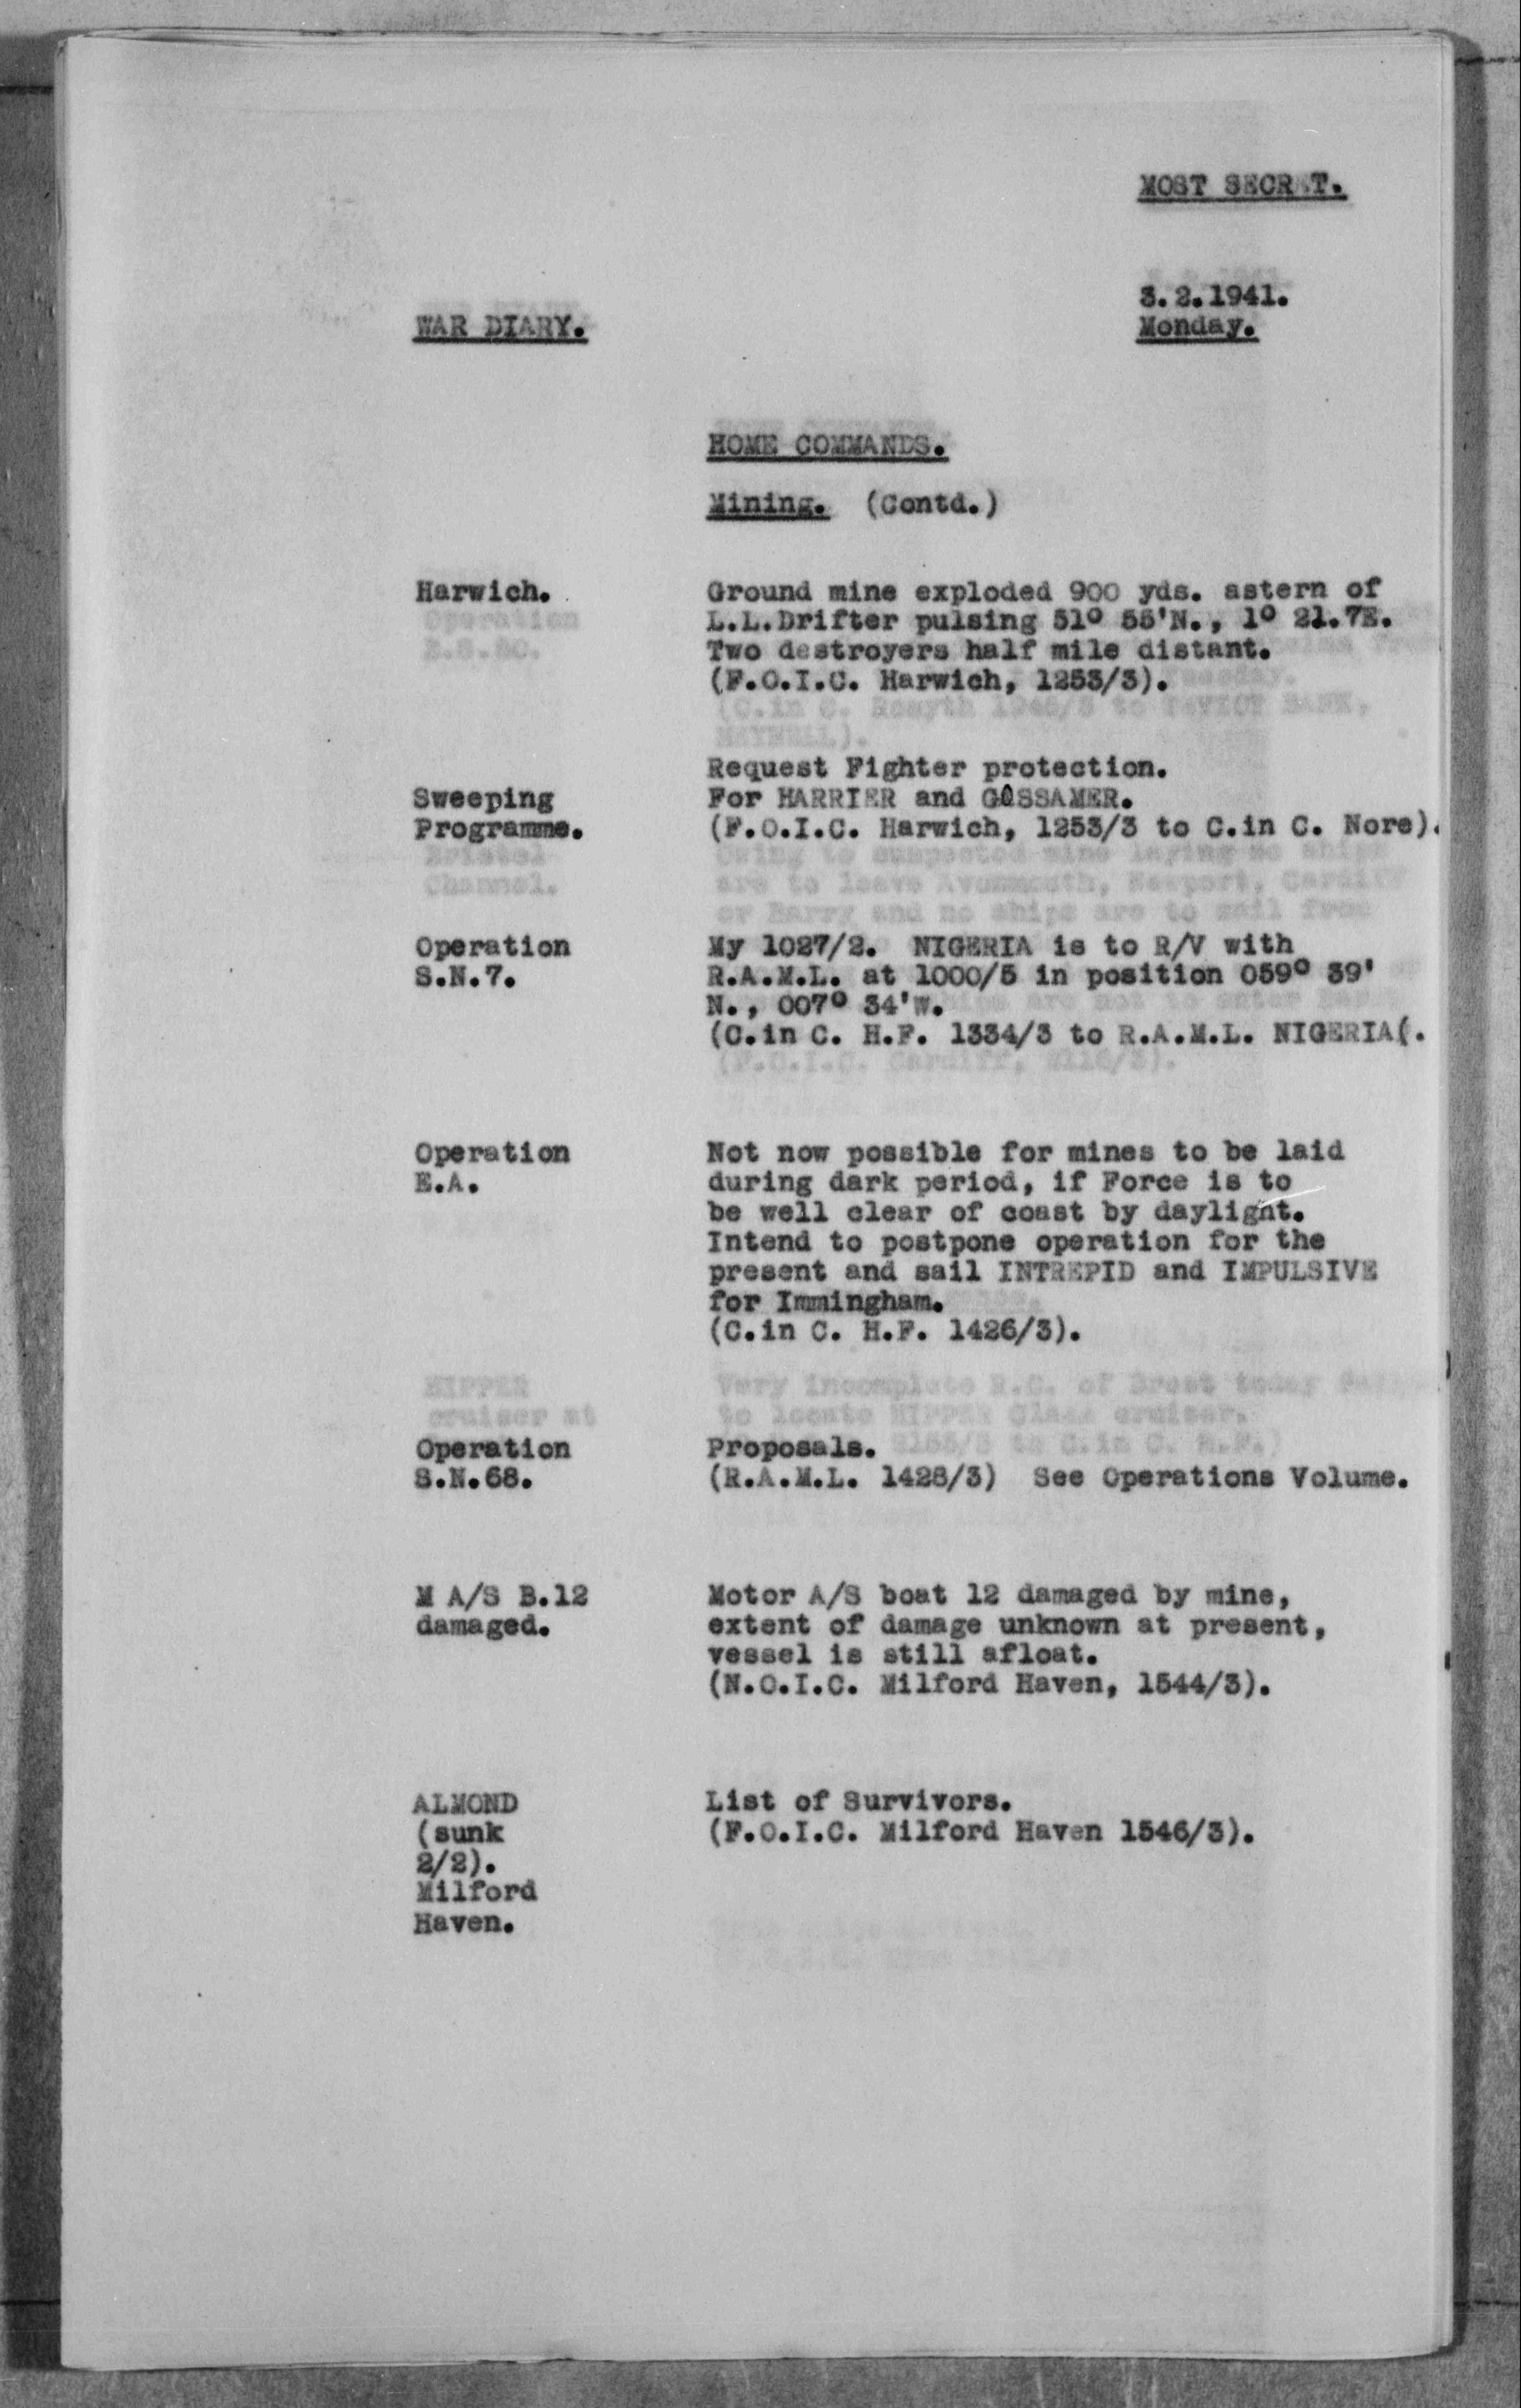 MOST SECRET.
3.2.1941.
WAR DIARY.
Monday.
HOME COMMANDS.
Mining. (Contd.)
Harwich.
Ground mine exploded 900 yds. astern of
L.L.Drifter pulsing 51º 55'N., 1º 21.7E.
Two destroyers half mile distant.
(F.O.I.C. Harwich, 1253/3).
Request Fighter protection.
Sweeping
Programme.
For HARRIER and GOSSAMER.
(F.O.I.C. Harwich, 1253/3 to C.in C. Nore).
Operation
S.N.7.
My 1027/2. NIGERIA is to R/V with
R.A.M.L. at 1000/5 in position 059º 39'
N., 007º 34'W.
(C.in C. H.F. 1334/3 to R.A.M.L. NIGERIA(.
Operation
E.A.
Not now possible for mines to be laid
during dark period, if Force is to
be well clear of coast by daylight.
Intend to postpone operation for the
present and sail INTREPID and IMPULSIVE
for Immingham.
(C.in C. H.F. 1426/3).
Operation
S.N.68.
Proposals.
(R.A.M.L. 1428/3) See Operations Volume.
M A/S B.12
damaged.
Motor A/S boat 12 damaged by mine,
extent of damage unknown at present,
vessel is still afloat.
(N.O.I.C. Milford Haven, 1544/3).
ALMOND
(sunk
2/2).
Milford
Haven.
List of Survivors.
(F.O.I.C. Milford Haven 1546/3).